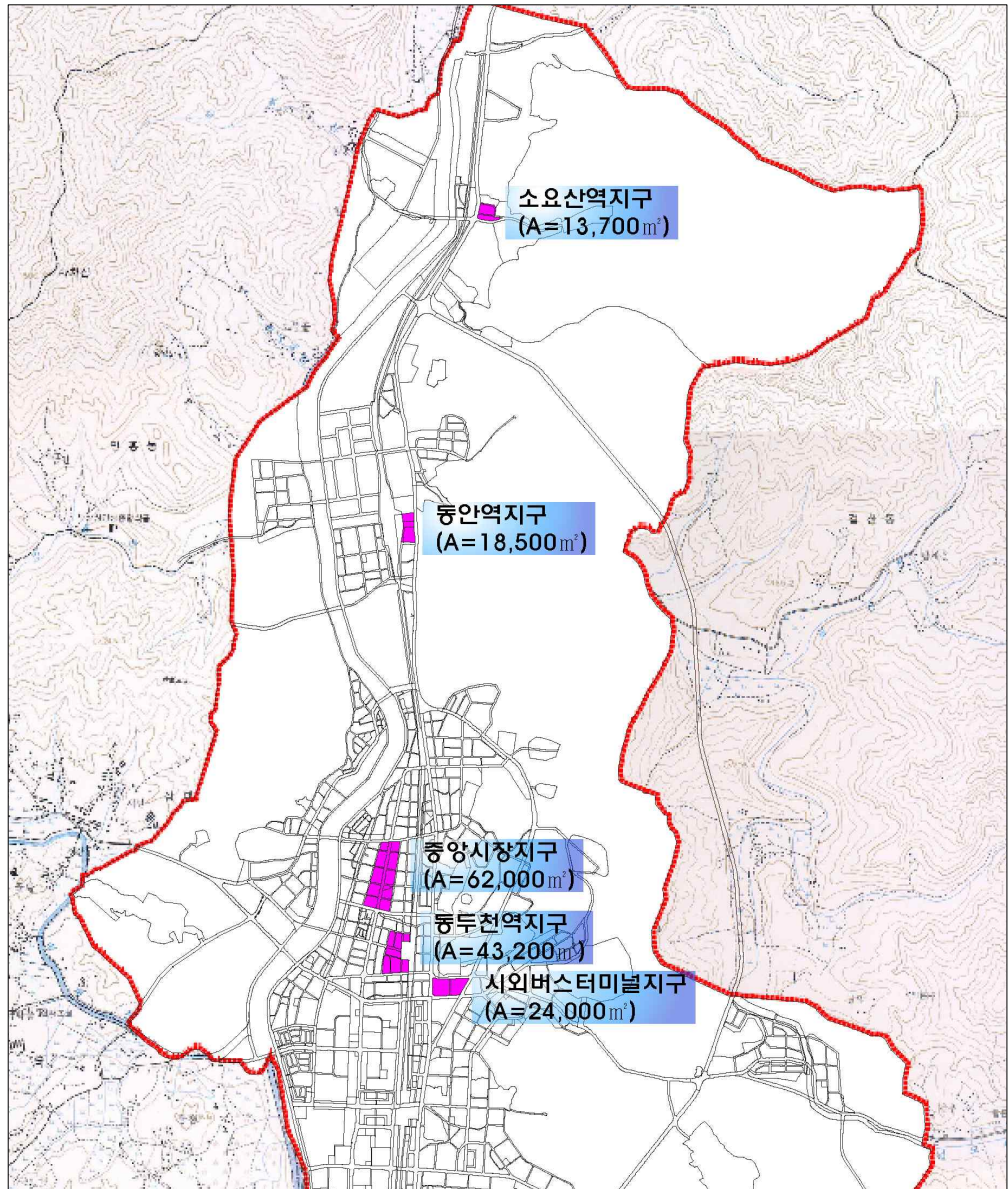 소요산역지구
(A=13,700㎡)
동안역지구
(A=18,500㎡)
중앙시장지구
(A=62,000㎡)
동두천역지구
(A=43,200㎡)
시외버스터미널지구
(A=24,000㎡)